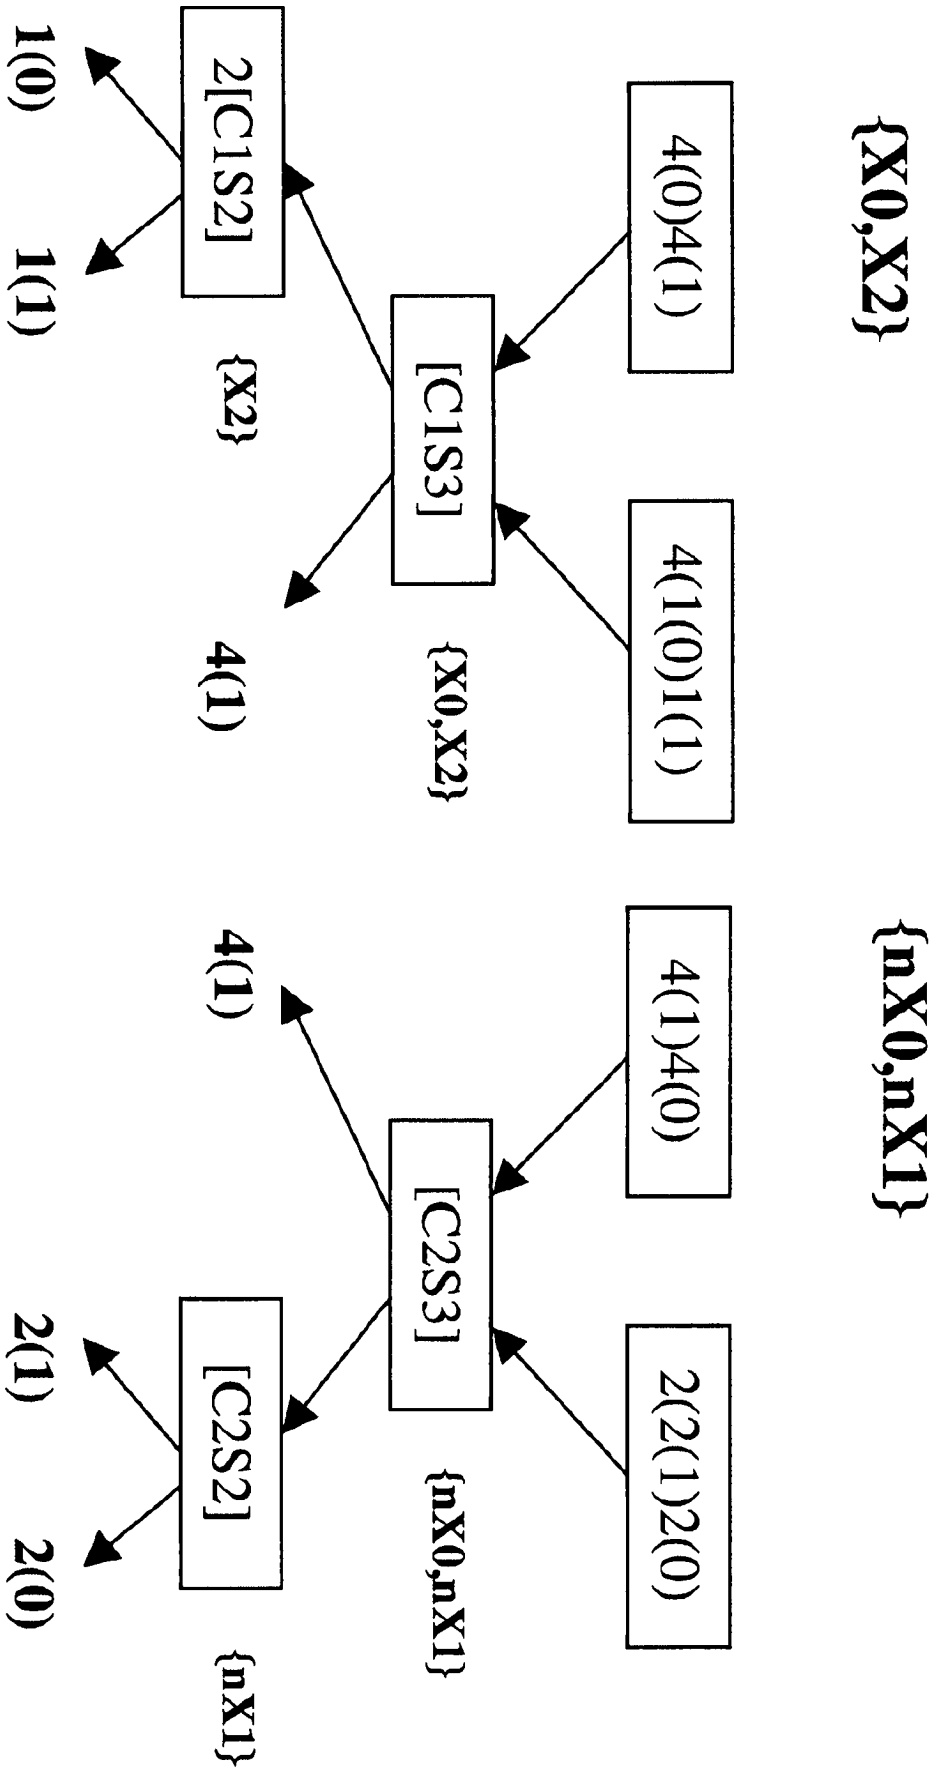 {X0,X2}
4(0)4(1)
4(1(0)1(1)
[C1S3]
{X0,X2}
2[C1S2]
{X2}
4(1)
1(0)
1(1)
{nX0,nX1}
4(1)4(0)
2(2(1)2(0)
[C2S3]
{nX0,nX1}
4(1)
[C2S2]
{nX1}
2(1)
2(0)